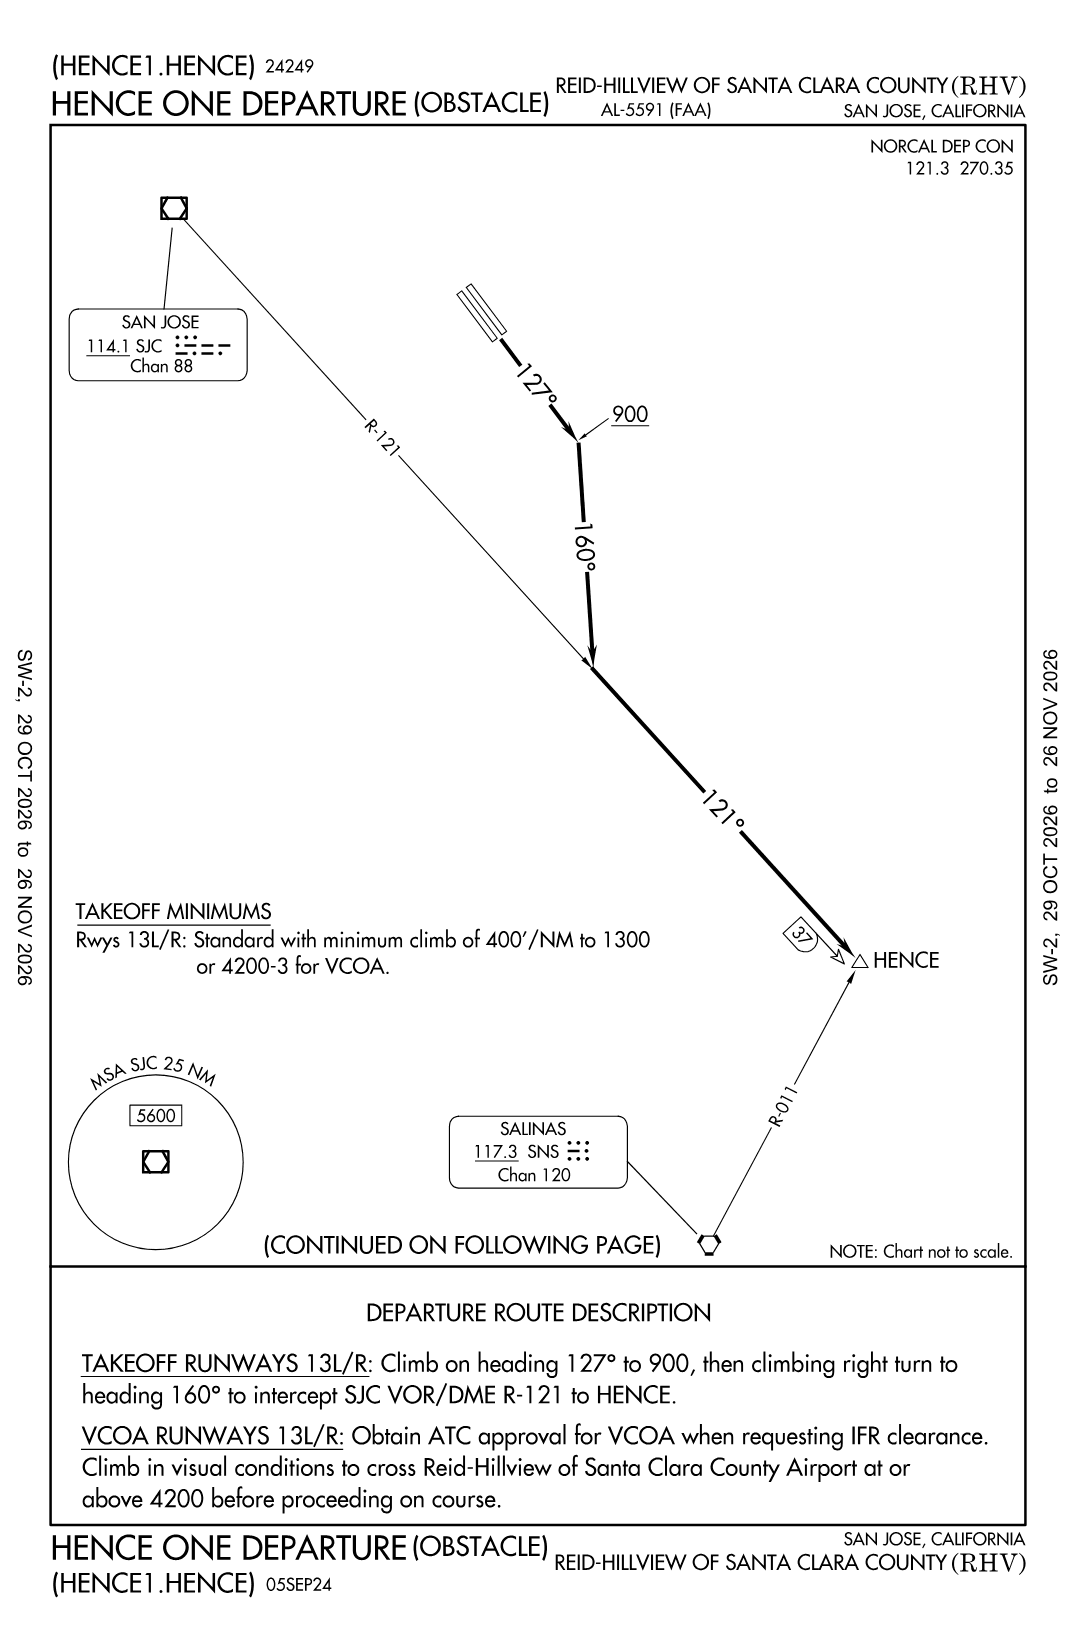 (HENCE1.HENCE) 24249
HENCE ONE DEPARTURE (OBSTACLE)
REID-HILLVIEW OF SANTA CLARA COUNTY (RHV)
AL-5591 (FAA)
SAN JOSE, CALIFORNIA
NORCAL DEP CON
121.3 270.35
SAN JOSE
114.1 SJC
Chan 88
R-121
127°
900
160°
121°
37
HENCE
SW-2, 29 OCT 2026 to 26 NOV 2026
SW-2, 29 OCT 2026 to 26 NOV 2026
TAKEOFF MINIMUMS
Rwys 13L/R: Standard with minimum climb of 400'/NM to 1300
or 4200-3 for VCOA.
MSA SJC 25 NM
5600
R-011
SALINAS
117.3 SNS
Chan 120
(CONTINUED ON FOLLOWING PAGE)
NOTE: Chart not to scale.
DEPARTURE ROUTE DESCRIPTION
TAKEOFF RUNWAYS 13L/R: Climb on heading 127° to 900, then climbing right turn to
heading 160° to intercept SJC VOR/DME R-121 to HENCE.
VCOA RUNWAYS 13L/R: Obtain ATC approval for VCOA when requesting IFR clearance.
Climb in visual conditions to cross Reid-Hillview of Santa Clara County Airport at or
above 4200 before proceeding on course.
HENCE ONE DEPARTURE (OBSTACLE)
(HENCE1.HENCE) 05SEP24
SAN JOSE, CALIFORNIA
REID-HILLVIEW OF SANTA CLARA COUNTY (RHV)